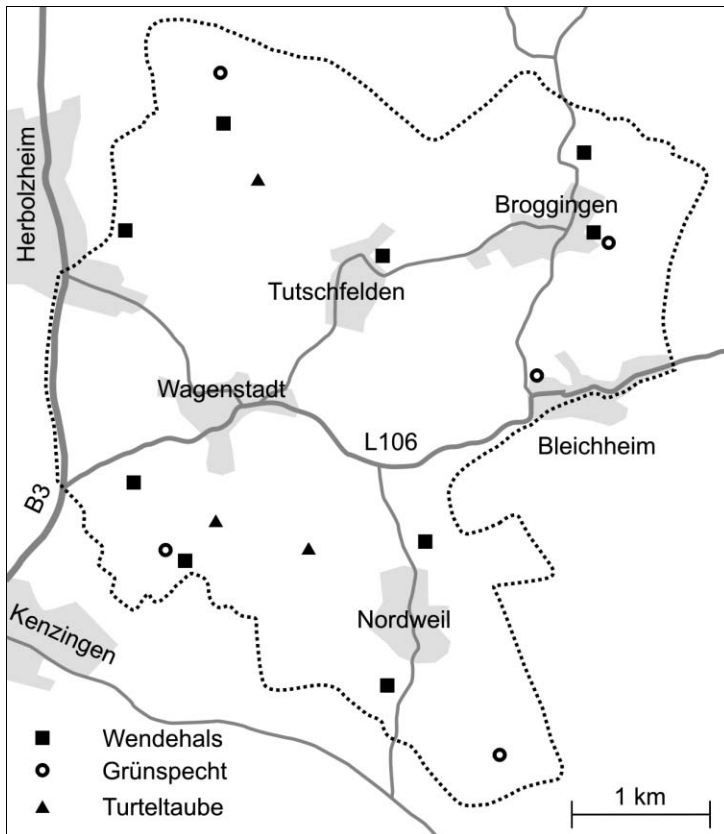 Herbolzheim
Broggingen
Tutschfelden
Wagenstadt
L106
Bleichheim
B3
Nordweil
Kenzingen
Wendehals
Grünspecht
Turteltaube
1 km